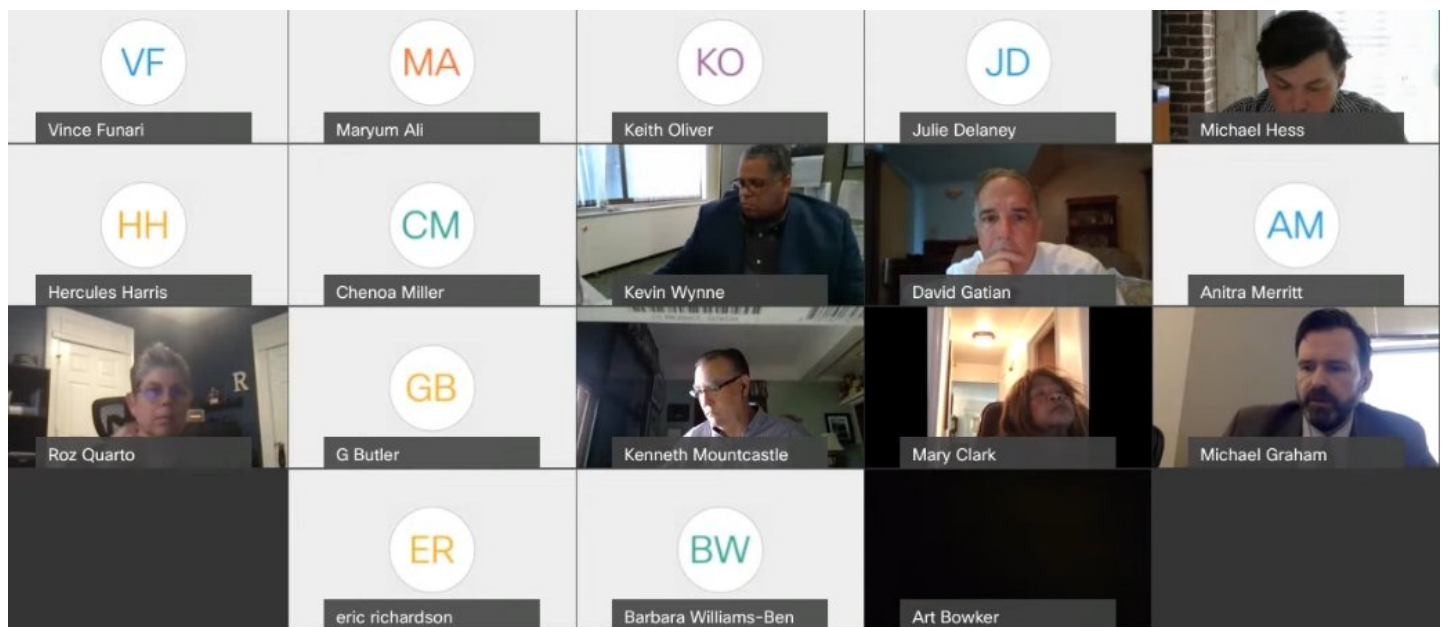 VF
MA
KO
JD
Vince Funari
Maryum Ali
Keith Oliver
Julie Delaney
Michael Hess
HH
CM
AM
Hercules Harris
Chenoa Miller
Kevin Wynne
David Gatian
Anitra Merritt
R
GB
Roz Quarto
G Butler
Kenneth Mountcastle
Mary Clark
Michael Graham
ER
BW
eric richardson
Barbara Williams-Ben
Art Bowker